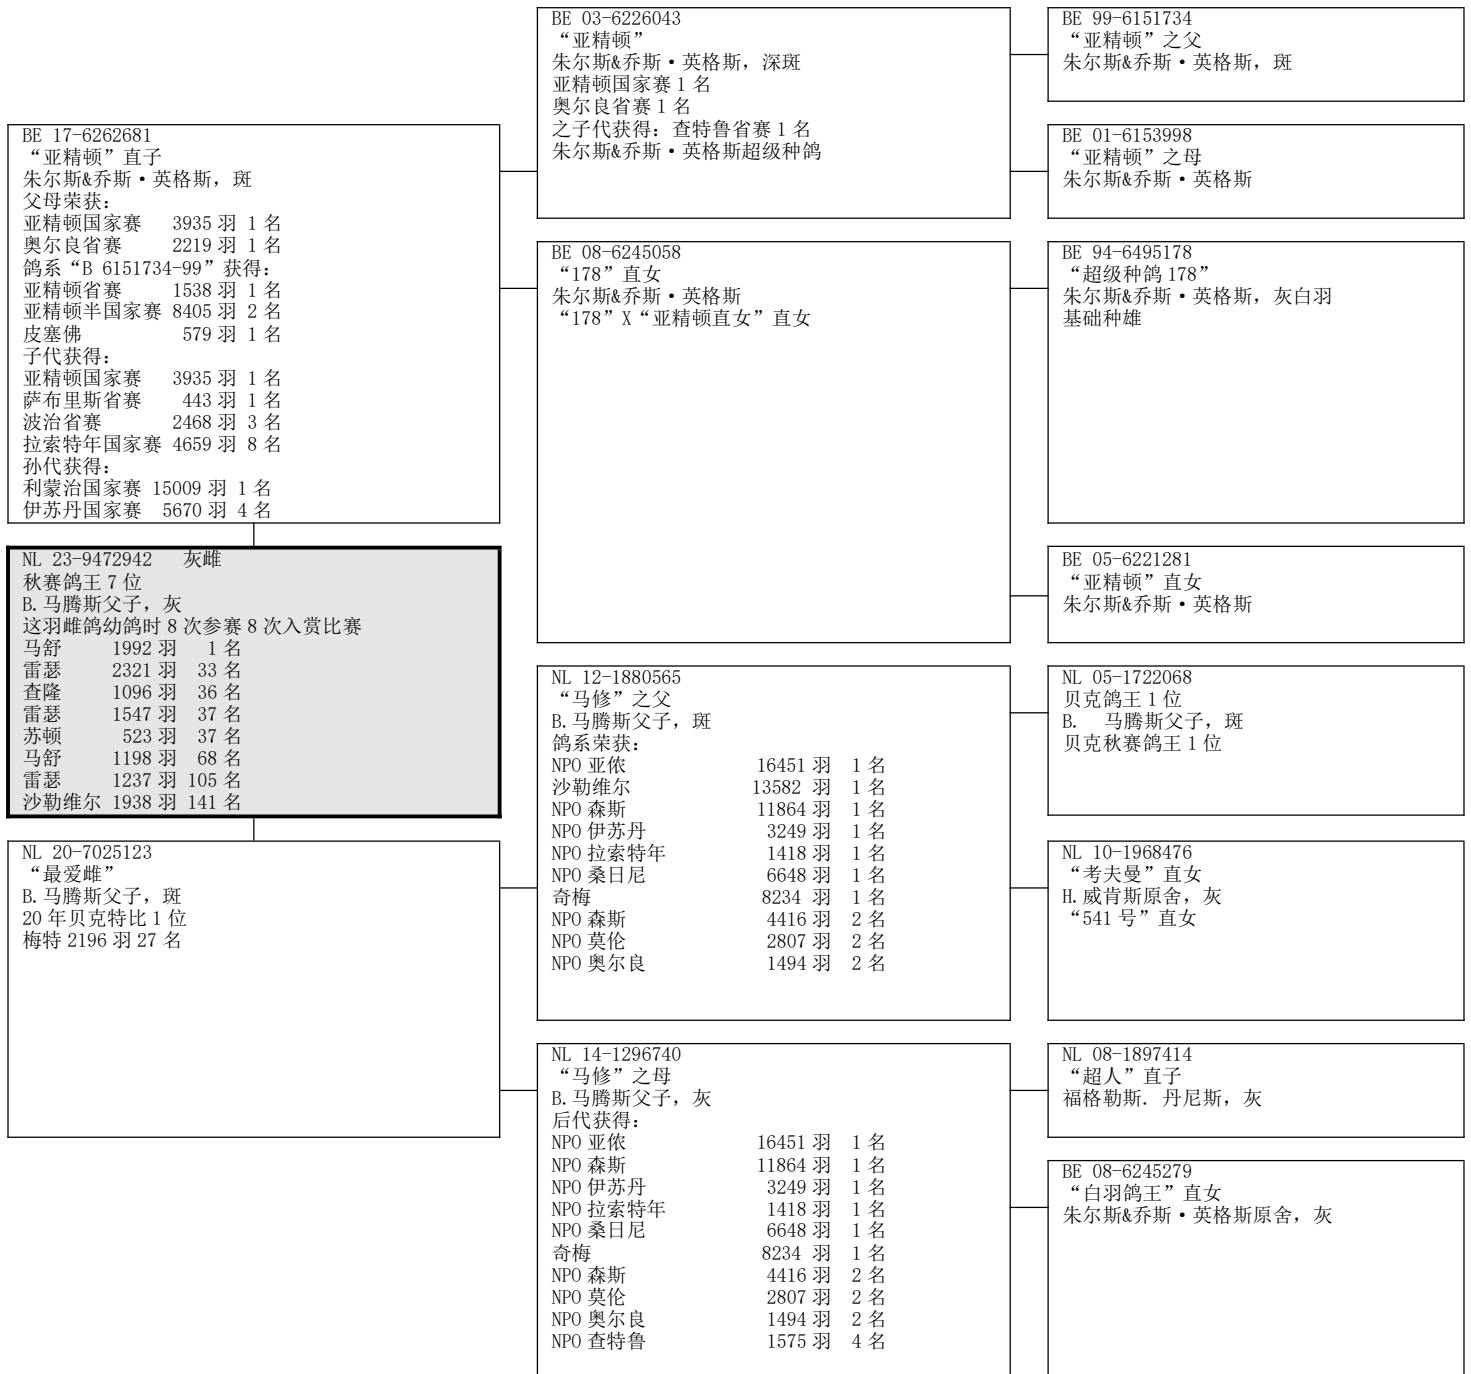 BE 17-6262681
“亚精顿”直子
朱尔斯&乔斯·英格斯，斑
父母荣获：
亚精顿国家赛 3935 羽 1 名
奥尔良省赛 2219 羽 1 名
鸽系“B 6151734-99”获得：
亚精顿省赛 1538 羽 1 名
亚精顿半国家赛 8405 羽 2 名
皮塞佛 579 羽 1 名
子代获得：
亚精顿国家赛 3935 羽 1 名
萨布里斯省赛 443 羽 1 名
波治省赛 2468 羽 3 名
拉索特年国家赛 4659 羽 8 名
孙代获得：
利蒙治国家赛 15009 羽 1 名
伊苏丹国家赛 5670 羽 4 名
NL 23-9472942 灰雌
秋赛鸽王 7 位
B.马腾斯父子，灰
这羽雌鸽幼鸽时 8 次参赛 8 次入赏比赛
马舒 1992 羽 1 名
雷瑟 2321 羽 33 名
查隆 1096 羽 36 名
雷瑟 1547 羽 37 名
苏顿 523 羽 37 名
马舒 1198 羽 68 名
雷瑟 1237 羽 105 名
沙勒维尔 1938 羽 141 名
NL 20-7025123
“最爱雌”
B.马腾斯父子，斑
20 年贝克特比 1 位
梅特 2196 羽 27 名
BE 03-6226043
“亚精顿”
朱尔斯&乔斯·英格斯，深斑
亚精顿国家赛 1 名
奥尔良省赛 1 名
之子代获得：查特鲁省赛 1 名
朱尔斯&乔斯·英格斯超级种鸽
BE 08-6245058
“178”直女
朱尔斯&乔斯·英格斯
“178”X“亚精顿直女”直女
NL 12-1880565
“马修”之父
B.马腾斯父子，斑
鸽系荣获：
NPO 亚侬 16451 羽 1 名
沙勒维尔 13582 羽 1 名
NPO 森斯 11864 羽 1 名
NPO 伊苏丹 3249 羽 1 名
NPO 拉索特年 1418 羽 1 名
NPO 桑日尼 6648 羽 1 名
奇梅 8234 羽 1 名
NPO 森斯 4416 羽 2 名
NPO 莫伦 2807 羽 2 名
NPO 奥尔良 1494 羽 2 名
NL 14-1296740
“马修”之母
B.马腾斯父子，灰
后代获得：
NPO 亚侬 16451 羽 1 名
NPO 森斯 11864 羽 1 名
NPO 伊苏丹 3249 羽 1 名
NPO 拉索特年 1418 羽 1 名
NPO 桑日尼 6648 羽 1 名
奇梅 8234 羽 1 名
NPO 森斯 4416 羽 2 名
NPO 莫伦 2807 羽 2 名
NPO 奥尔良 1494 羽 2 名
NPO 查特鲁 1575 羽 4 名
BE 99-6151734
“亚精顿”之父
朱尔斯&乔斯·英格斯，斑
BE 01-6153998
“亚精顿”之母
朱尔斯&乔斯·英格斯
BE 94-6495178
“超级种鸽 178”
朱尔斯&乔斯·英格斯，灰白羽
基础种雄
BE 05-6221281
“亚精顿”直女
朱尔斯&乔斯·英格斯
NL 05-1722068
贝克鸽王 1 位
B. 马腾斯父子，斑
贝克秋赛鸽王 1 位
NL 10-1968476
“考夫曼”直女
H.威肯斯原舍，灰
“541 号”直女
NL 08-1897414
“超人”直子
福格勒斯. 丹尼斯，灰
BE 08-6245279
“白羽鸽王”直女
朱尔斯&乔斯·英格斯原舍，灰